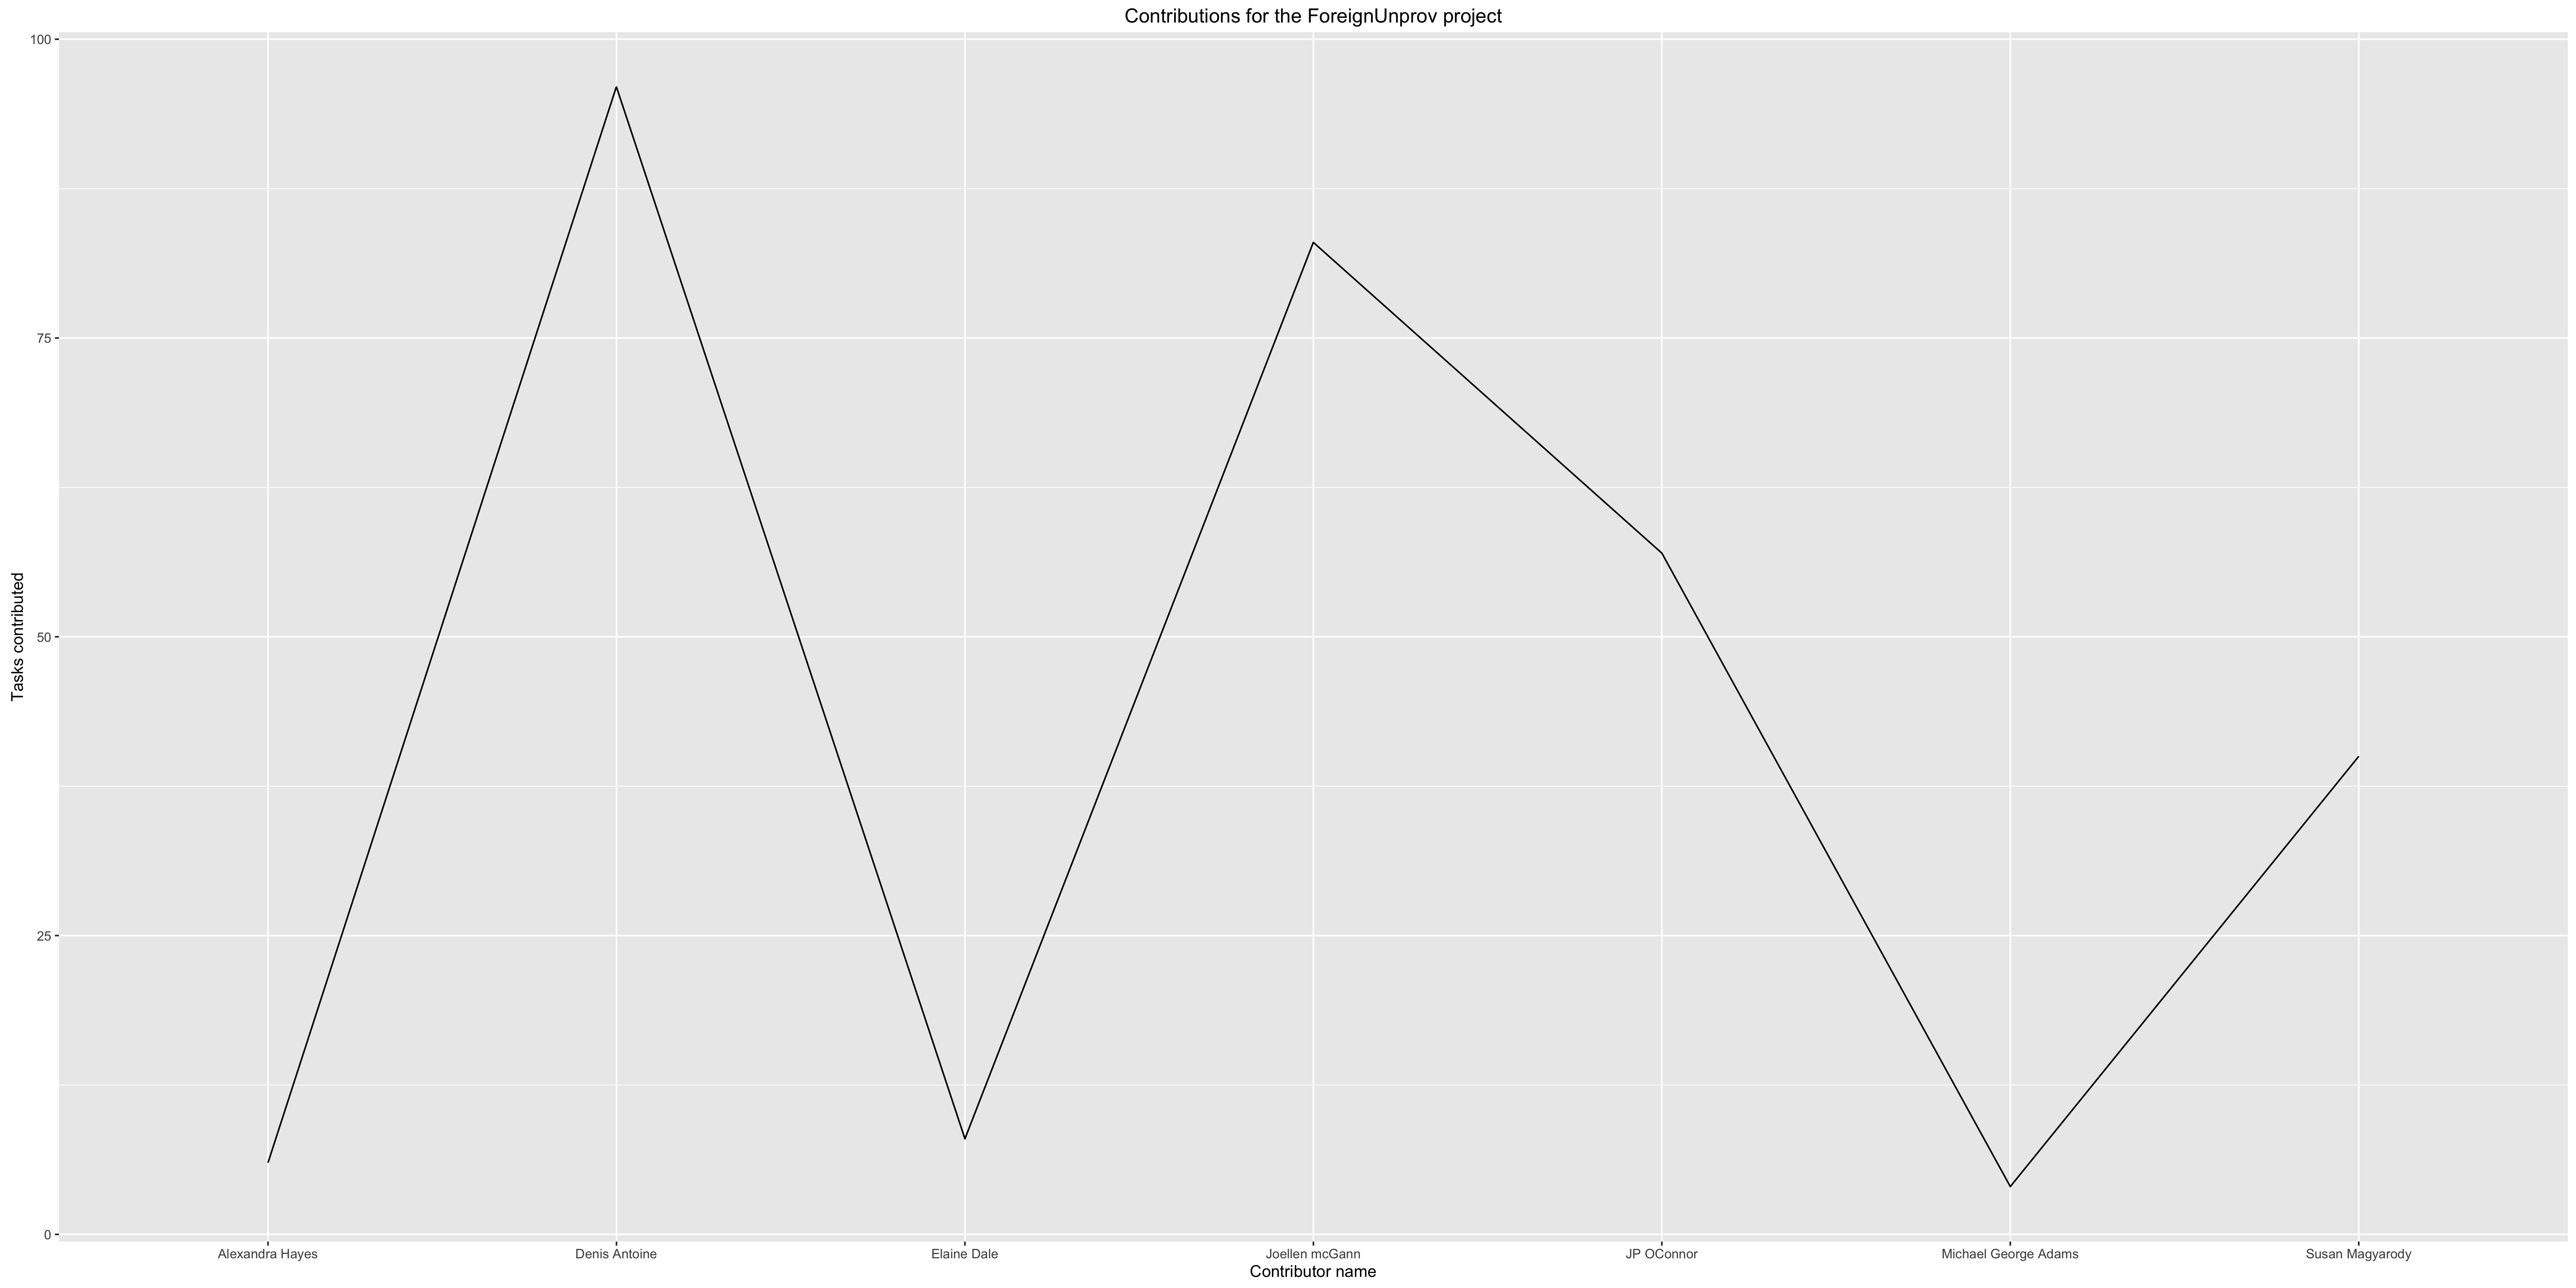 Contributions for the ForeignUnprov project
Tasks contributed
100
75
50
25
0
Alexandra Hayes Denis Antoine Elaine Dale Joellen mcGann JP OConnor Michael George Adams Susan Magyarody
Contributor name